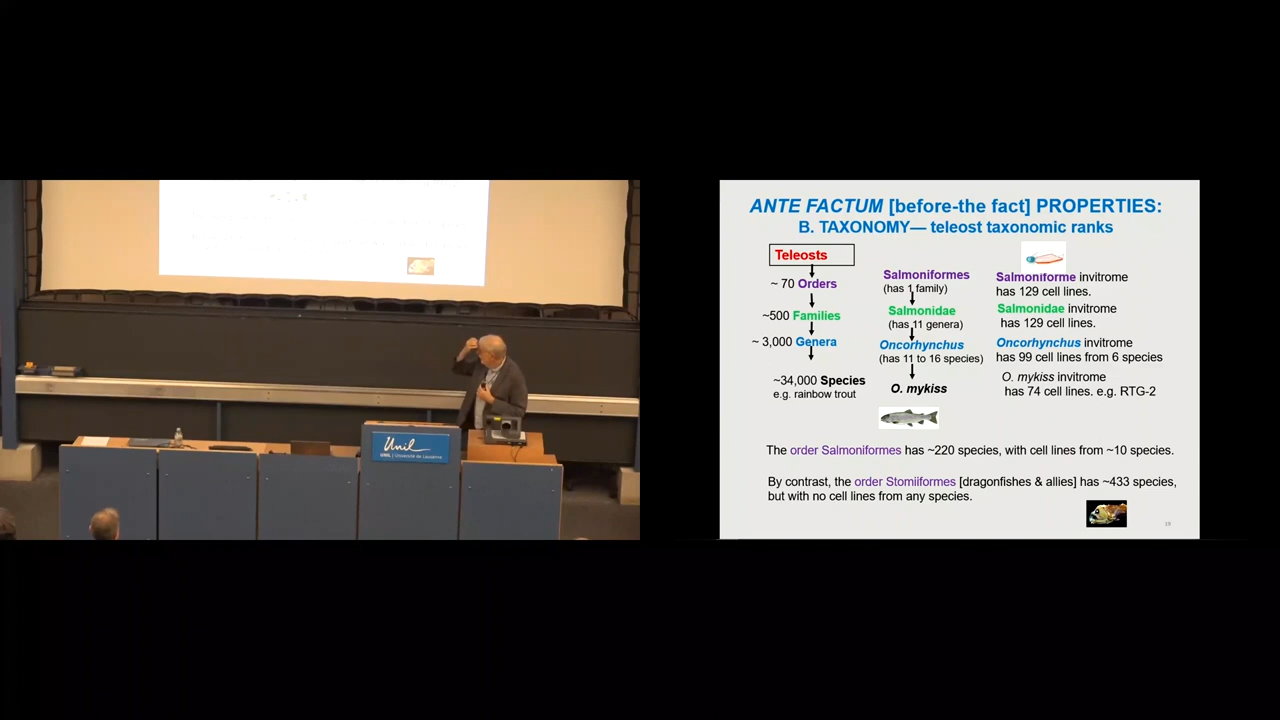 Unil
UNIL | Université de Lausanne
ANTE FACTUM [before-the fact] PROPERTIES:
B. TAXONOMY— teleost taxonomic ranks
Teleosts
~ 70 Orders
~500 Families
~ 3,000 Genera
~34,000 Species
e.g. rainbow trout
Salmoniformes
(has 1 family)
Salmonidae
(has 11 genera)
Oncorhynchus
(has 11 to 16 species)
O. mykiss
Salmoniforme invitrome
has 129 cell lines.
Salmonidae invitrome
has 129 cell lines.
Oncorhynchus invitrome
has 99 cell lines from 6 species
O. mykiss invitrome
has 74 cell lines. e.g. RTG-2
The order Salmoniformes has ~220 species, with cell lines from ~10 species.
By contrast, the order Stomiiformes [dragonfishes & allies] has ~433 species,
but with no cell lines from any species.
19